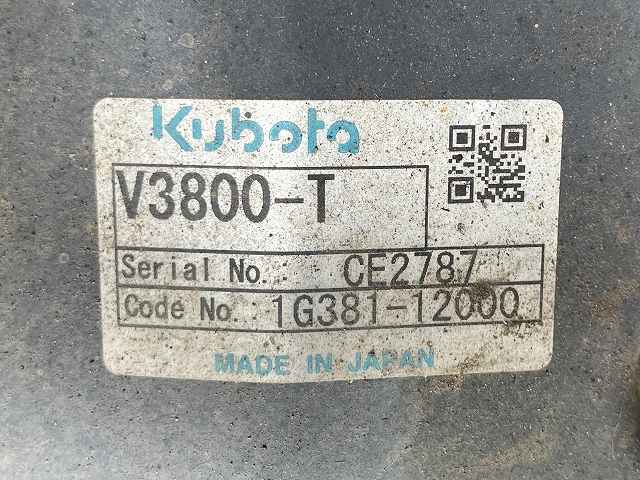 Kubota
V3800-T
Serial No. : CE2787
Code No. : 1G381-12000
MADE IN JAPAN